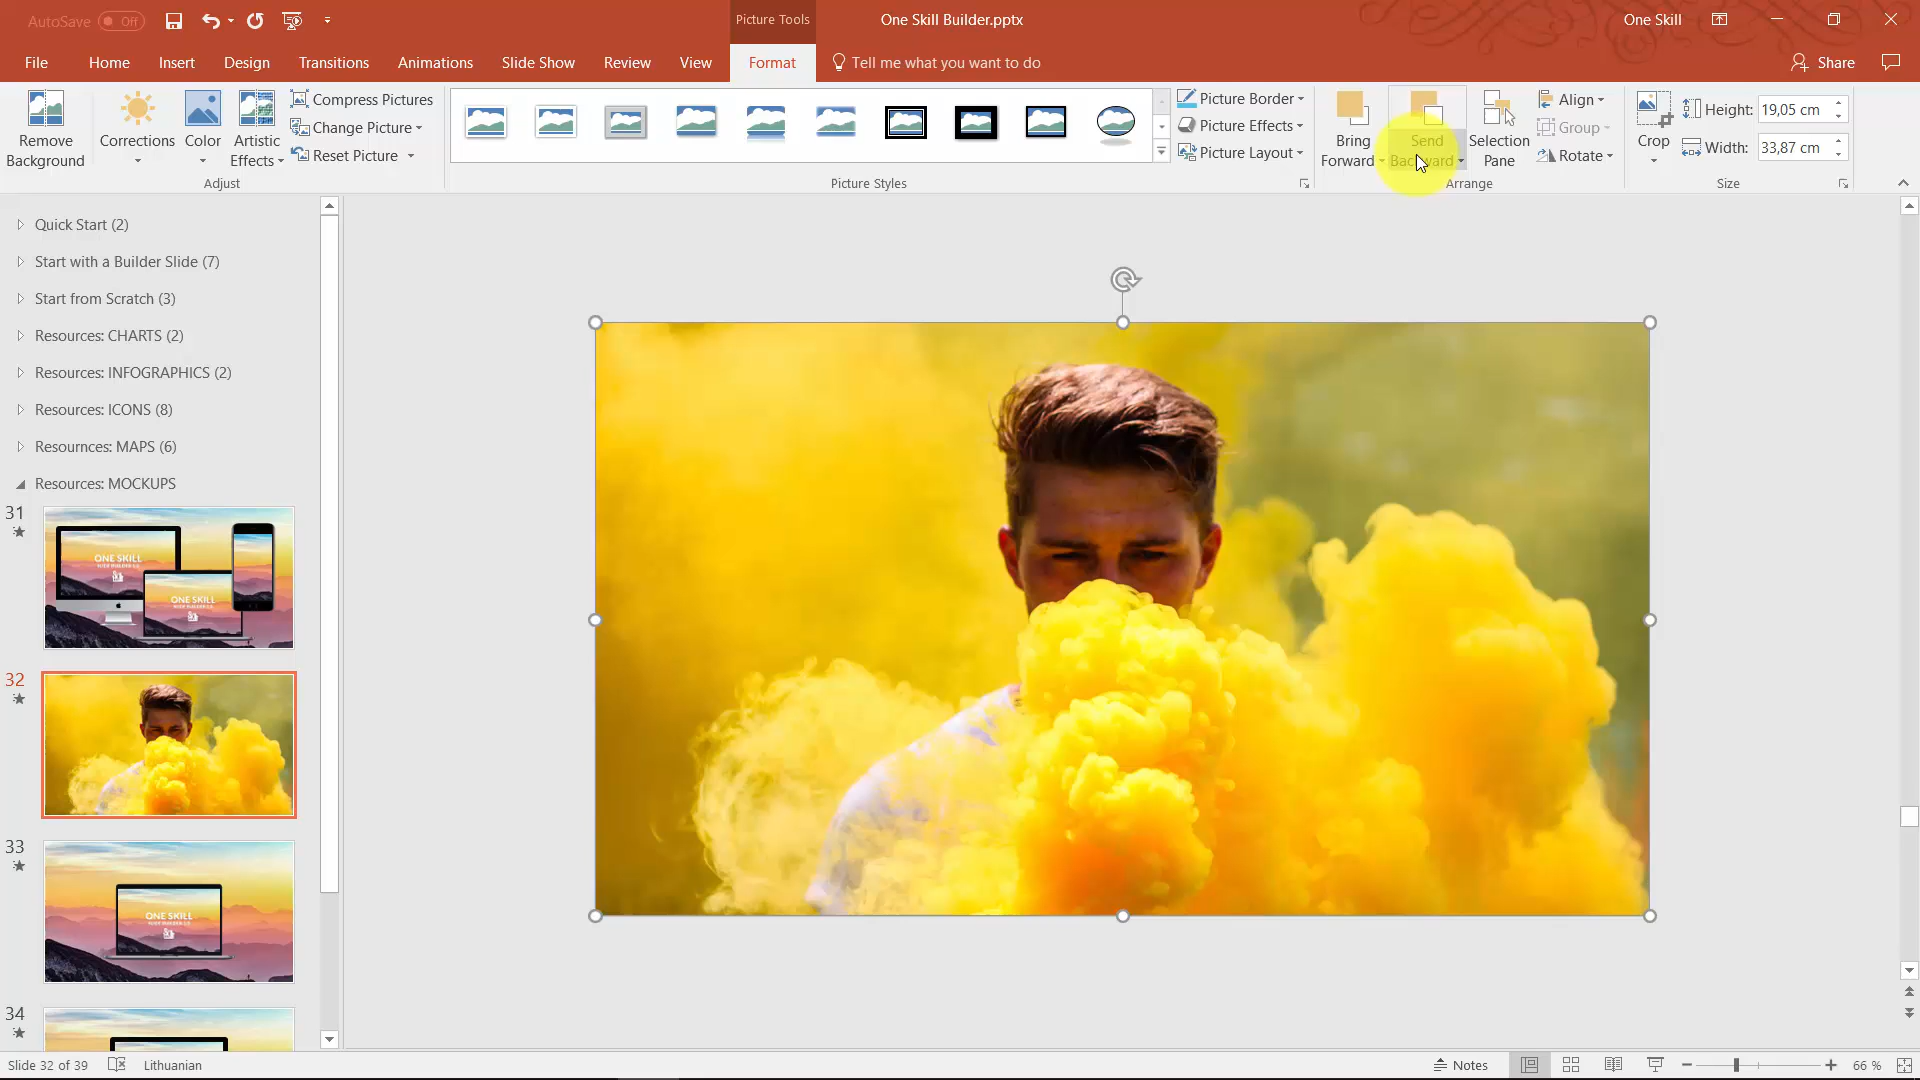 AutoSave Off
Picture Tools
One Skill Builder.pptx
One Skill
File Home Insert Design Transitions Animations Slide Show Review View Format Tell me what you want to do
Share
Remove Background
Corrections
Color
Artistic Effects
Compress Pictures
Change Picture
Reset Picture
Adjust
Picture Styles
Picture Border
Picture Effects
Picture Layout
Bring Forward
Send Backward
Selection Pane
Align
Group
Rotate
Arrange
Crop
Height: 19,05 cm
Width: 33,87 cm
Size
Quick Start (2)
Start with a Builder Slide (7)
Start from Scratch (3)
Resources: CHARTS (2)
Resources: INFOGRAPHICS (2)
Resources: ICONS (8)
Resournces: MAPS (6)
Resources: MOCKUPS
31
ONE SKILL
ONE SKILL
32
33
ONE SKILL
34
Slide 32 of 39
Lithuanian
Notes
66 %